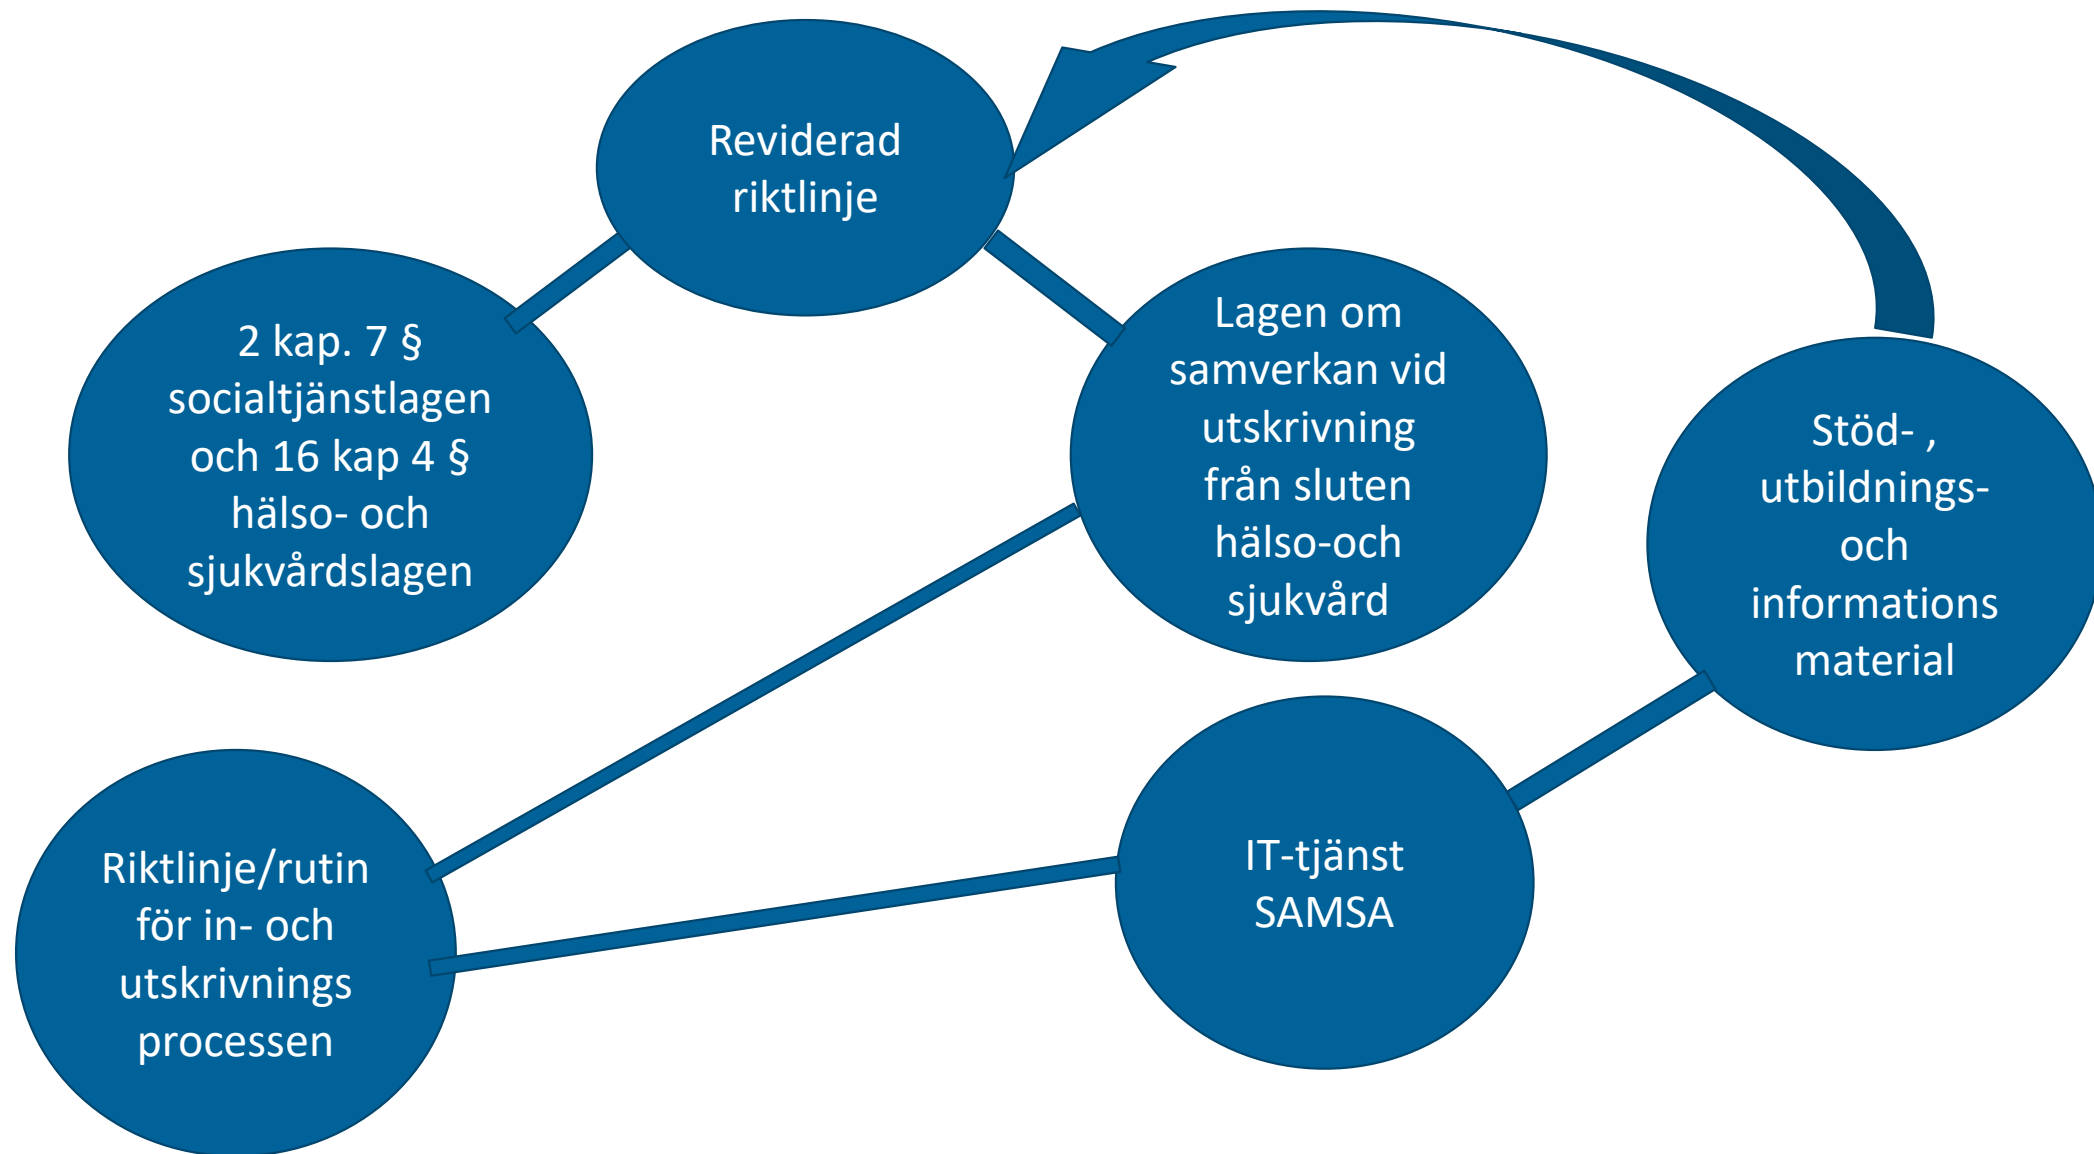 Reviderad
riktlinje
2 kap. 7 §
socialtjänstlagen
och 16 kap 4 §
hälso- och
sjukvårdslagen
Lagen om
samverkan vid
utskrivning
från sluten
hälso-och
sjukvård
Stöd- ,
utbildnings-
och
informations
material
Riktlinje/rutin
för in- och
utskrivnings
processen
IT-tjänst
SAMSA